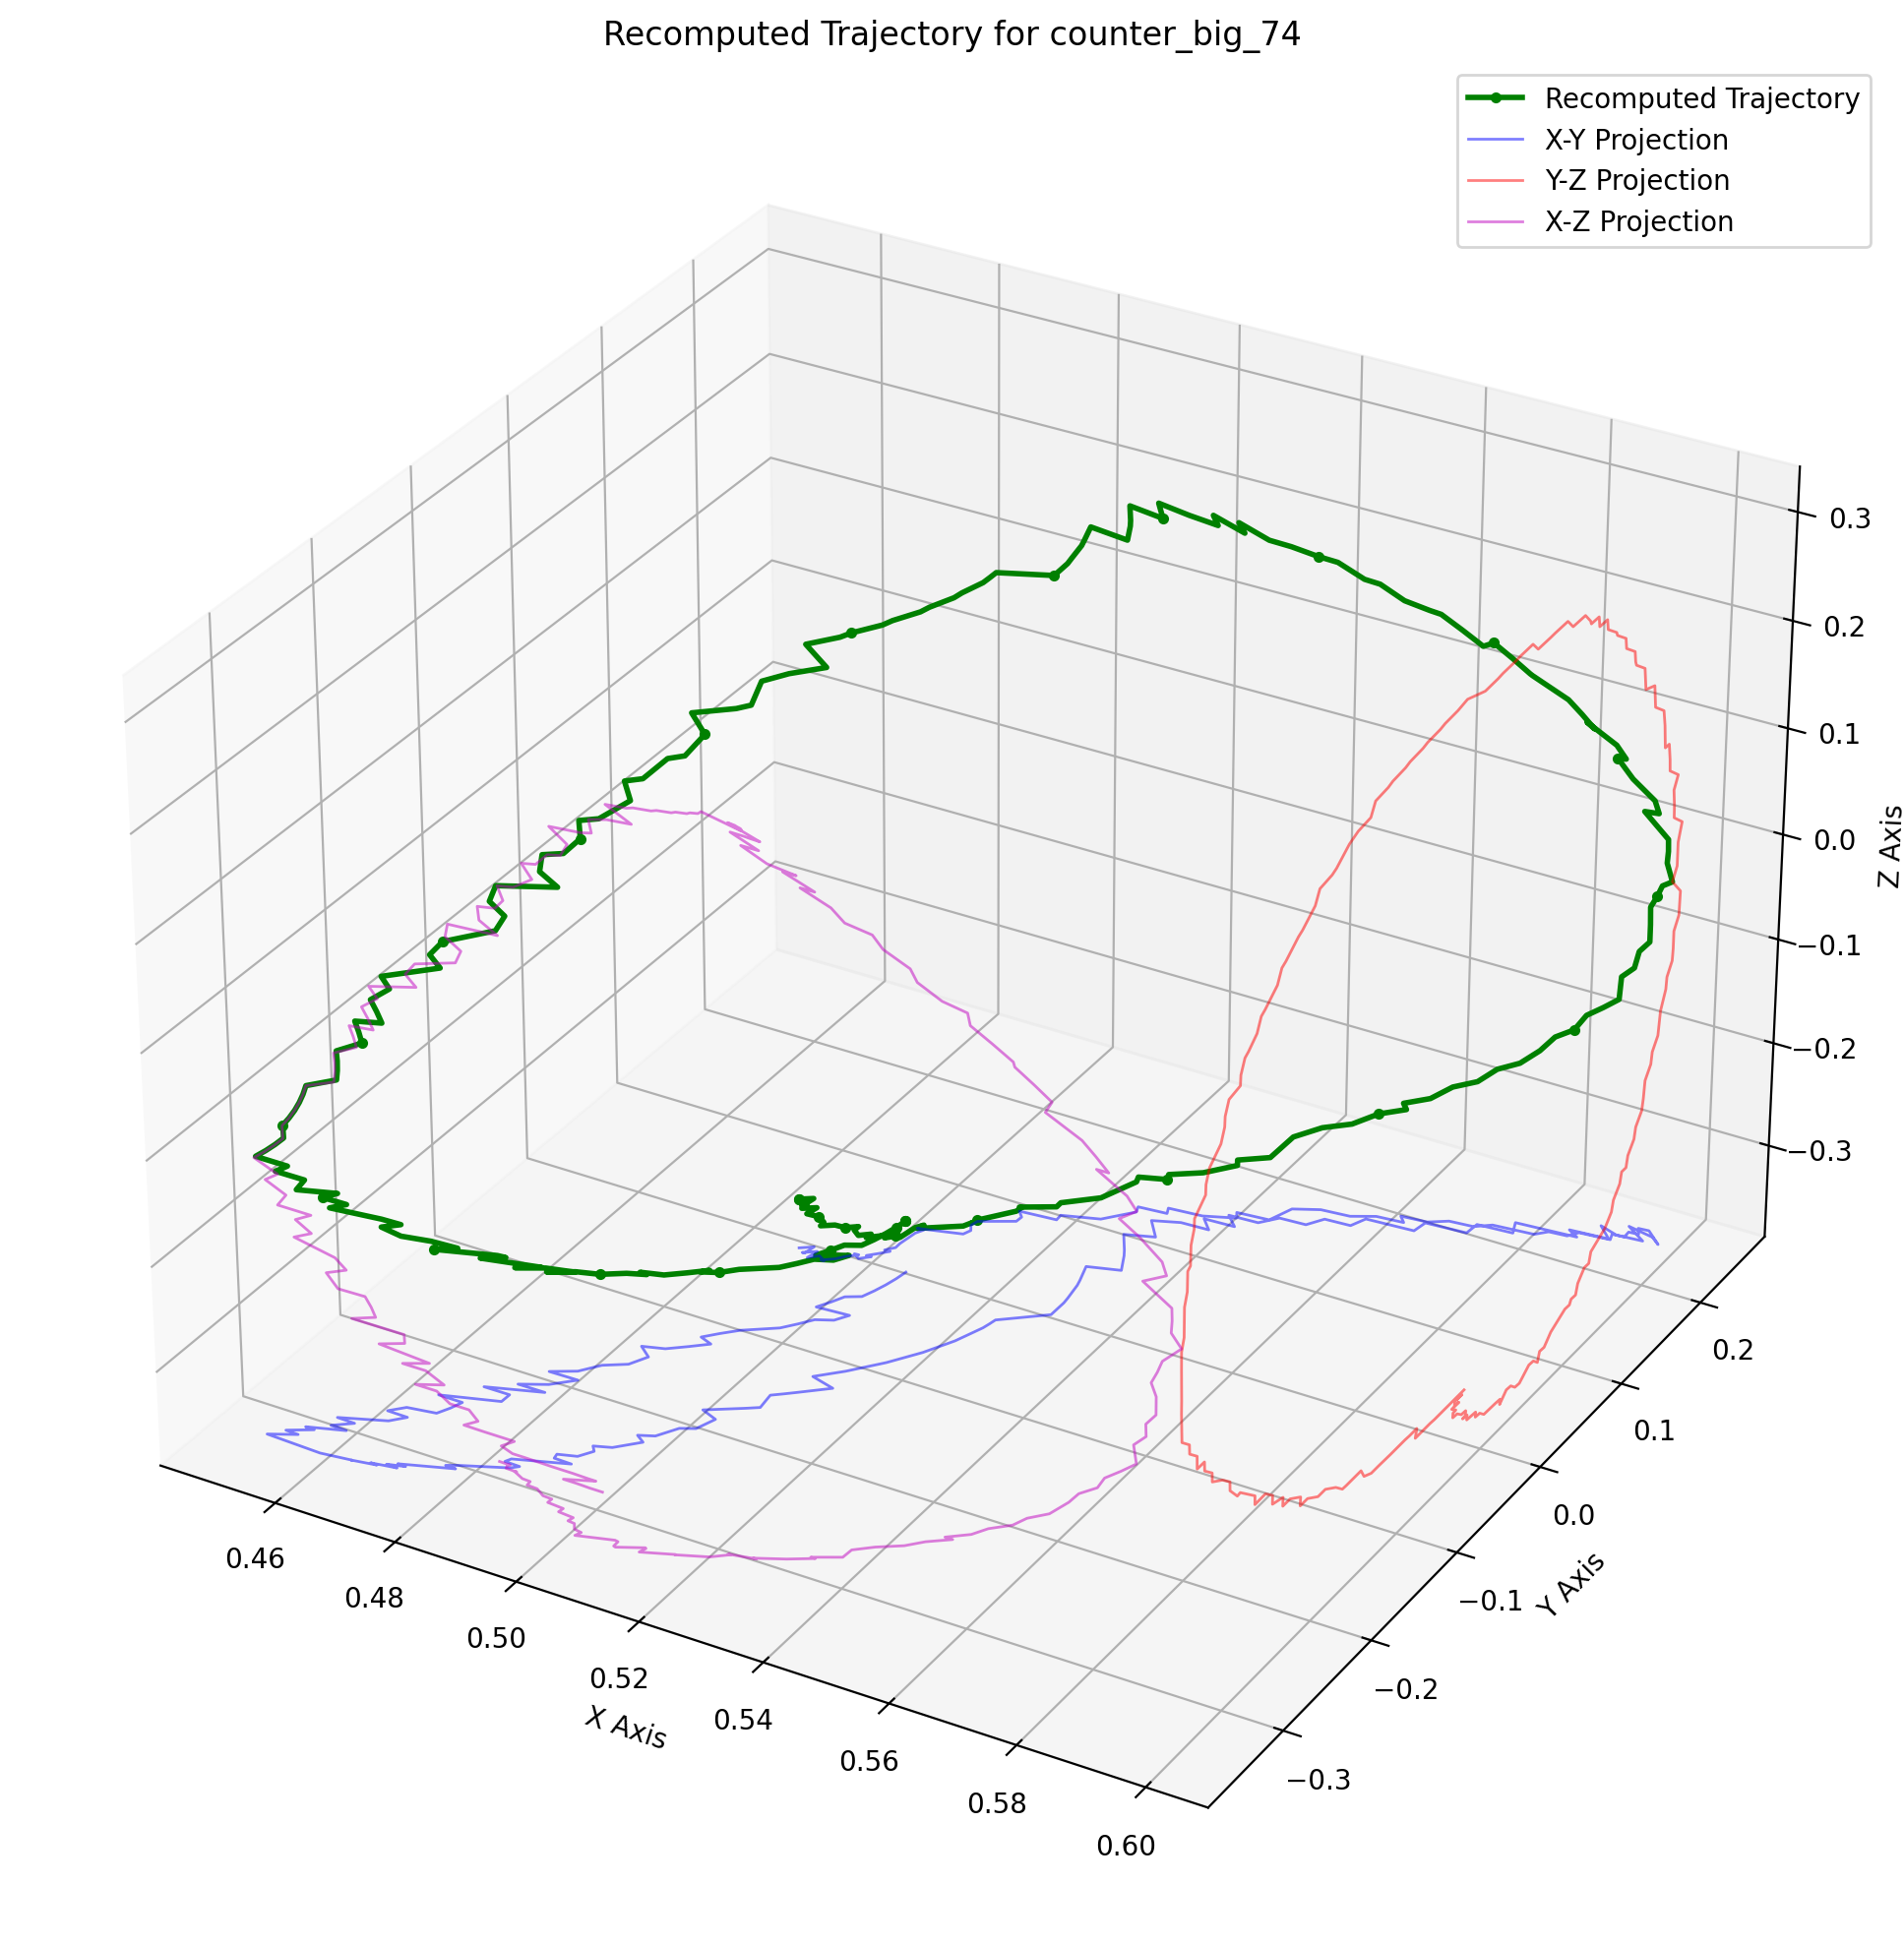 Recomputed Trajectory for counter_big_74
Recomputed Trajectory
X-Y Projection
Y-Z Projection
X-Z Projection
0.3
0.2
0.1
0.0
−0.1
−0.2
−0.3
Z Axis
0.2
0.1
0.0
−0.1
−0.2
−0.3
Y Axis
0.46
0.48
0.50
0.52
0.54
0.56
0.58
0.60
X Axis